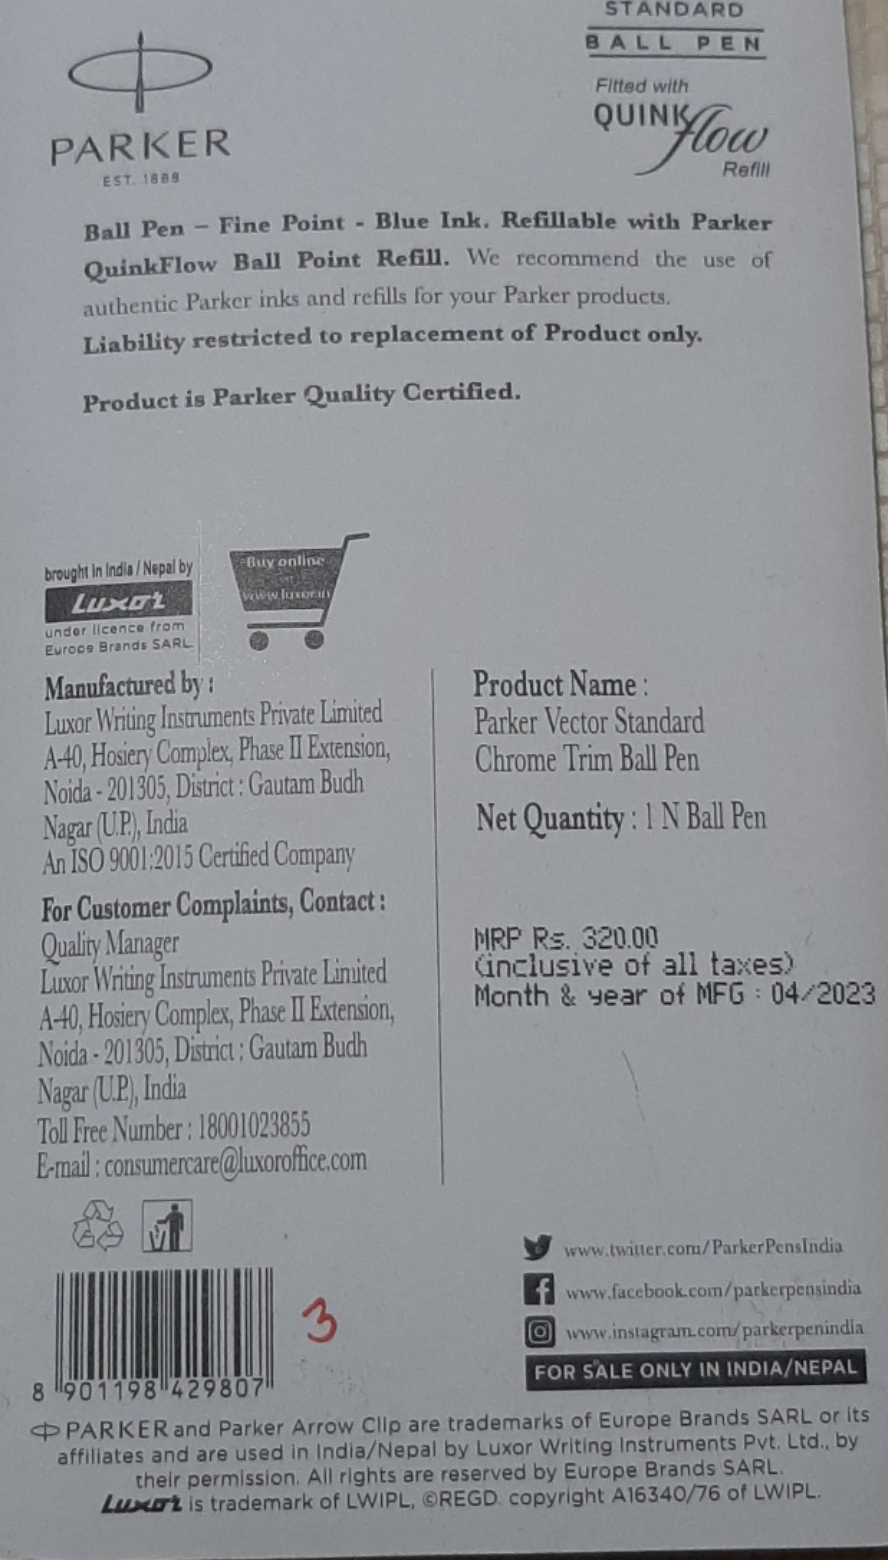 PARKER
EST. 1888
STANDARD
BALL PEN
Fitted with
QUINKflow
Refill
Ball Pen – Fine Point - Blue Ink. Refillable with Parker
QuinkFlow Ball Point Refill. We recommend the use of
authentic Parker inks and refills for your Parker products.
Liability restricted to replacement of Product only.
Product is Parker Quality Certified.
brought in India / Nepal by
Luxor
under licence from
Europe Brands SARL
Buy online
www.luxor.in
Manufactured by :
Luxor Writing Instruments Private Limited
A-40, Hosiery Complex, Phase II Extension,
Noida - 201305, District : Gautam Budh
Nagar (U.P.), India
An ISO 9001:2015 Certified Company
For Customer Complaints, Contact :
Quality Manager
Luxor Writing Instruments Private Limited
A-40, Hosiery Complex, Phase II Extension,
Noida - 201305, District : Gautam Budh
Nagar (U.P.), India
Toll Free Number : 18001023855
E-mail : consumercare@luxoroffice.com
Product Name :
Parker Vector Standard
Chrome Trim Ball Pen
Net Quantity : 1 N Ball Pen
MRP Rs. 320.00
(inclusive of all taxes)
Month & year of MFG : 04/2023
3
8 901198 429807
www.twitter.com/ParkerPensIndia
www.facebook.com/parkerpensindia
www.instagram.com/parkerpenindia
FOR SALE ONLY IN INDIA/NEPAL
PARKER and Parker Arrow Clip are trademarks of Europe Brands SARL or its
affiliates and are used in India/Nepal by Luxor Writing Instruments Pvt. Ltd., by
their permission. All rights are reserved by Europe Brands SARL.
Luxor is trademark of LWIPL, ©REGD. copyright A16340/76 of LWIPL.